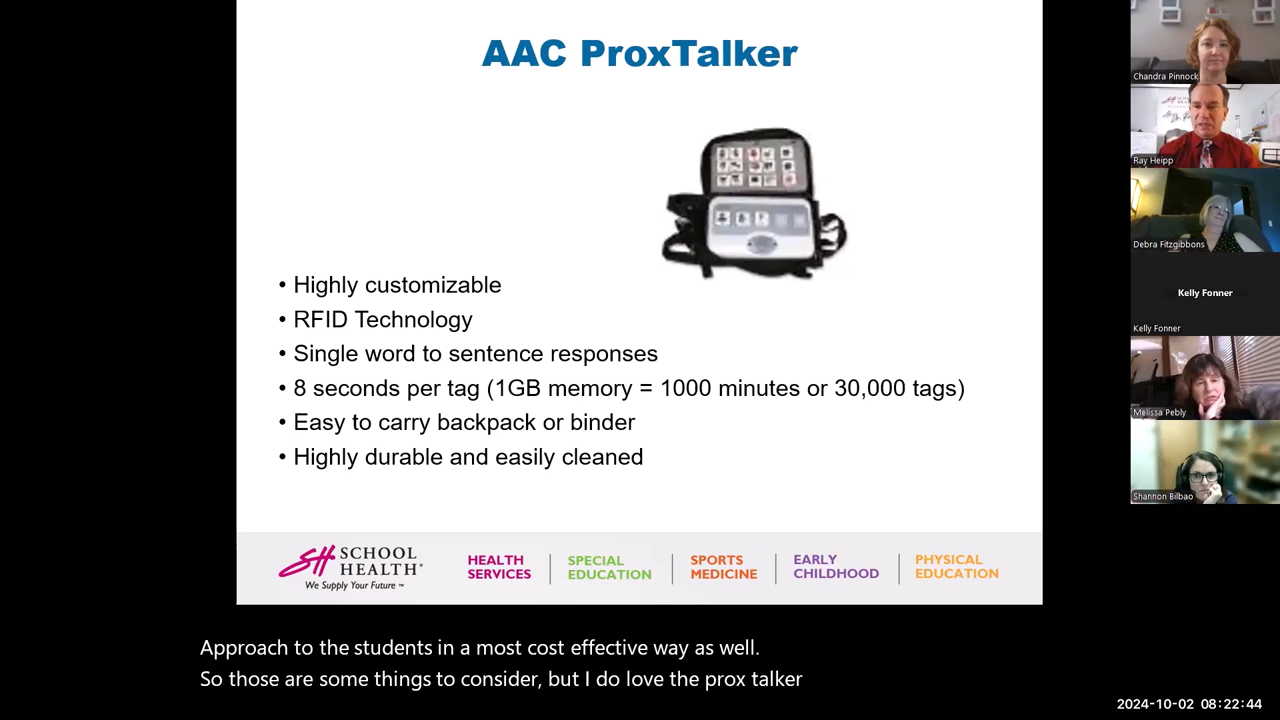 AAC ProxTalker
• Highly customizable
• RFID Technology
• Single word to sentence responses
• 8 seconds per tag (1GB memory = 1000 minutes or 30,000 tags)
• Easy to carry backpack or binder
• Highly durable and easily cleaned
SH SCHOOL HEALTH®
We Supply Your Future ™
HEALTH SERVICES
SPECIAL EDUCATION
SPORTS MEDICINE
EARLY CHILDHOOD
PHYSICAL EDUCATION
Approach to the students in a most cost effective way as well.
So those are some things to consider, but I do love the prox talker
Chandra Pinnock
Ray Heipp
Debra Fitzgibbons
Kelly Fonner
Kelly Fonner
Melissa Pebly
Shannon Bilbao
2024-10-02 08:22:44